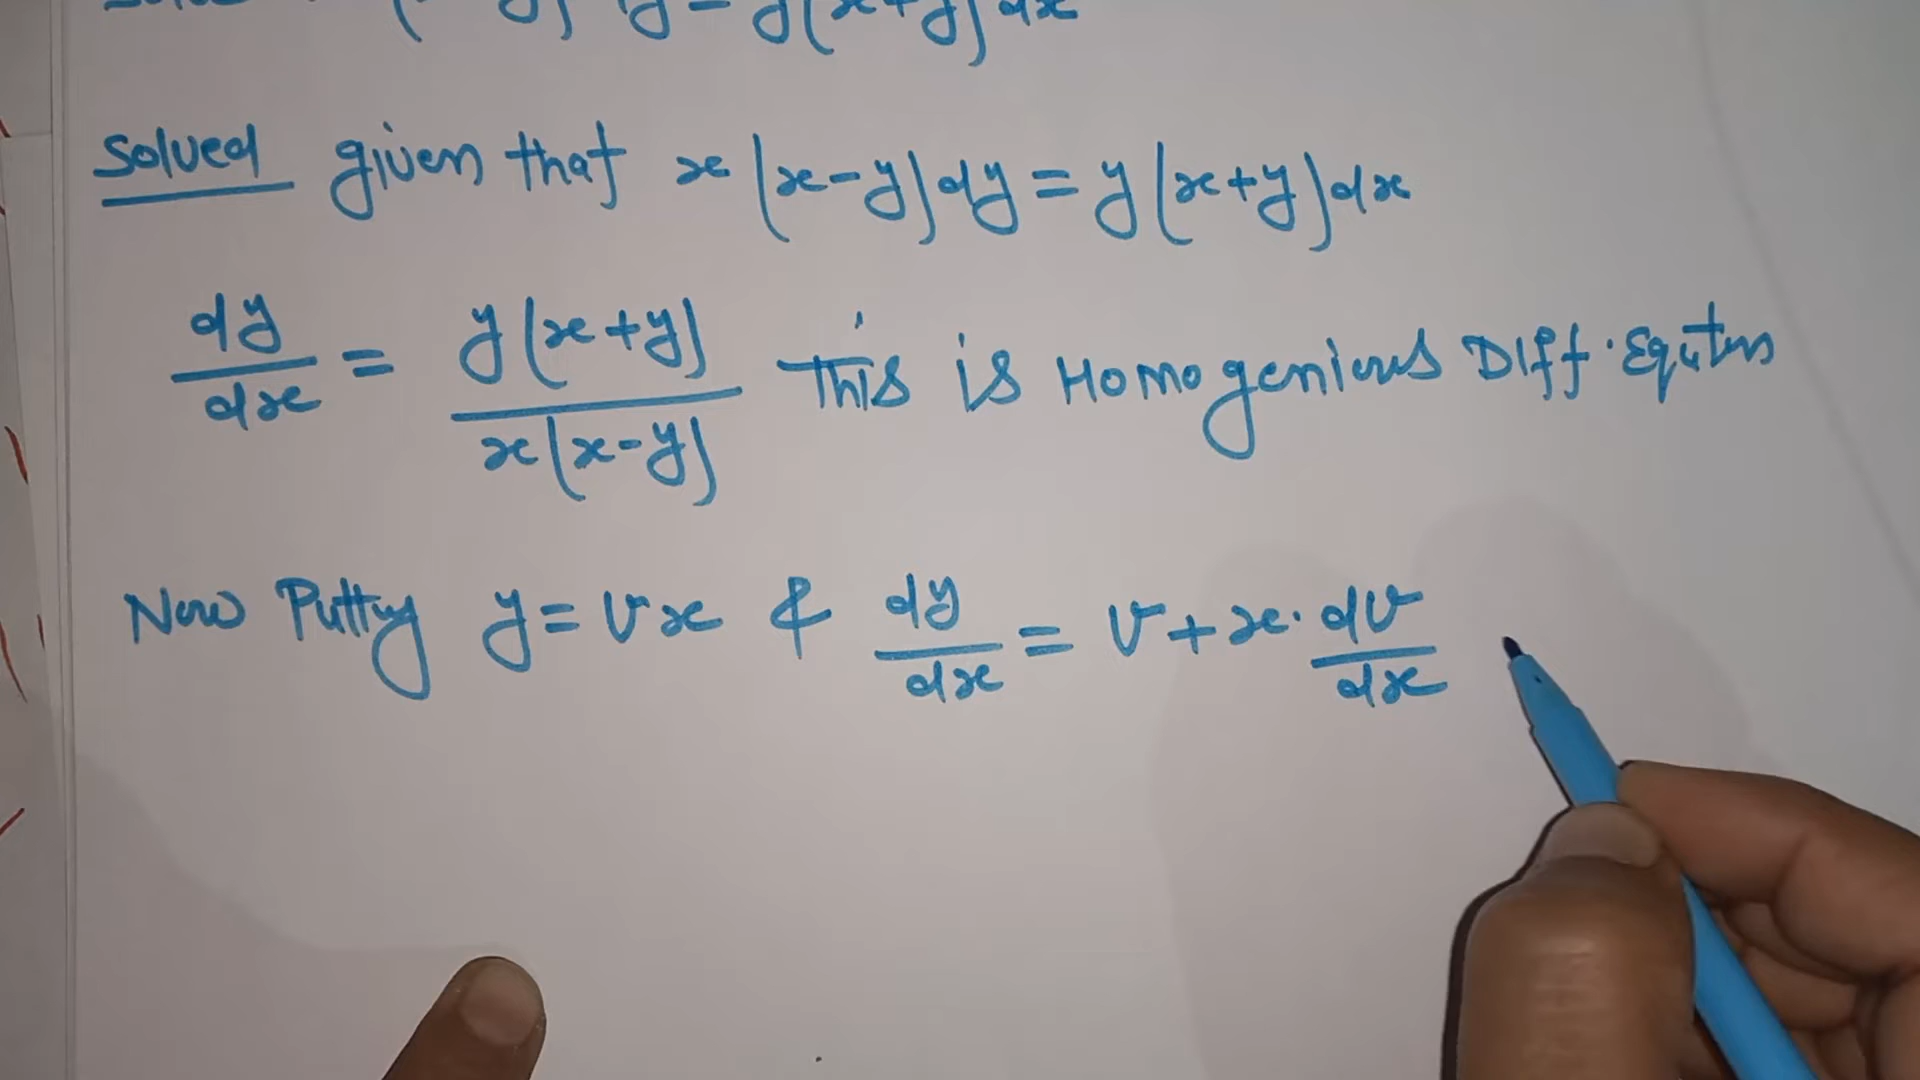 y(x+y)dx
Solved given that x(x-y)dy=y(x+y)dx
dy/dx = y(x+y)/x(x-y) This is Homogenious Diff. Equtns
Now Putting y=vx & dy/dx = v+x. dv/dx